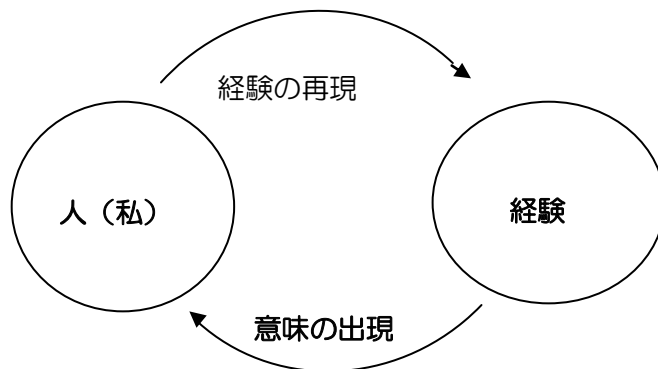 経験の再現
人（私）
経験
意味の出現